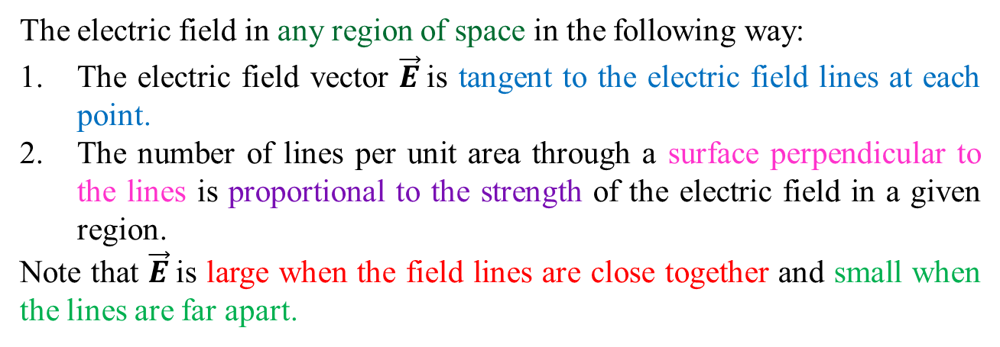 The electric field in any region of space in the following way:
1. The electric field vector $\vec{E}$ is tangent to the electric field lines at each
point.
2. The number of lines per unit area through a surface perpendicular to
the lines is proportional to the strength of the electric field in a given
region.
Note that $\vec{E}$ is large when the field lines are close together and small when
the lines are far apart.